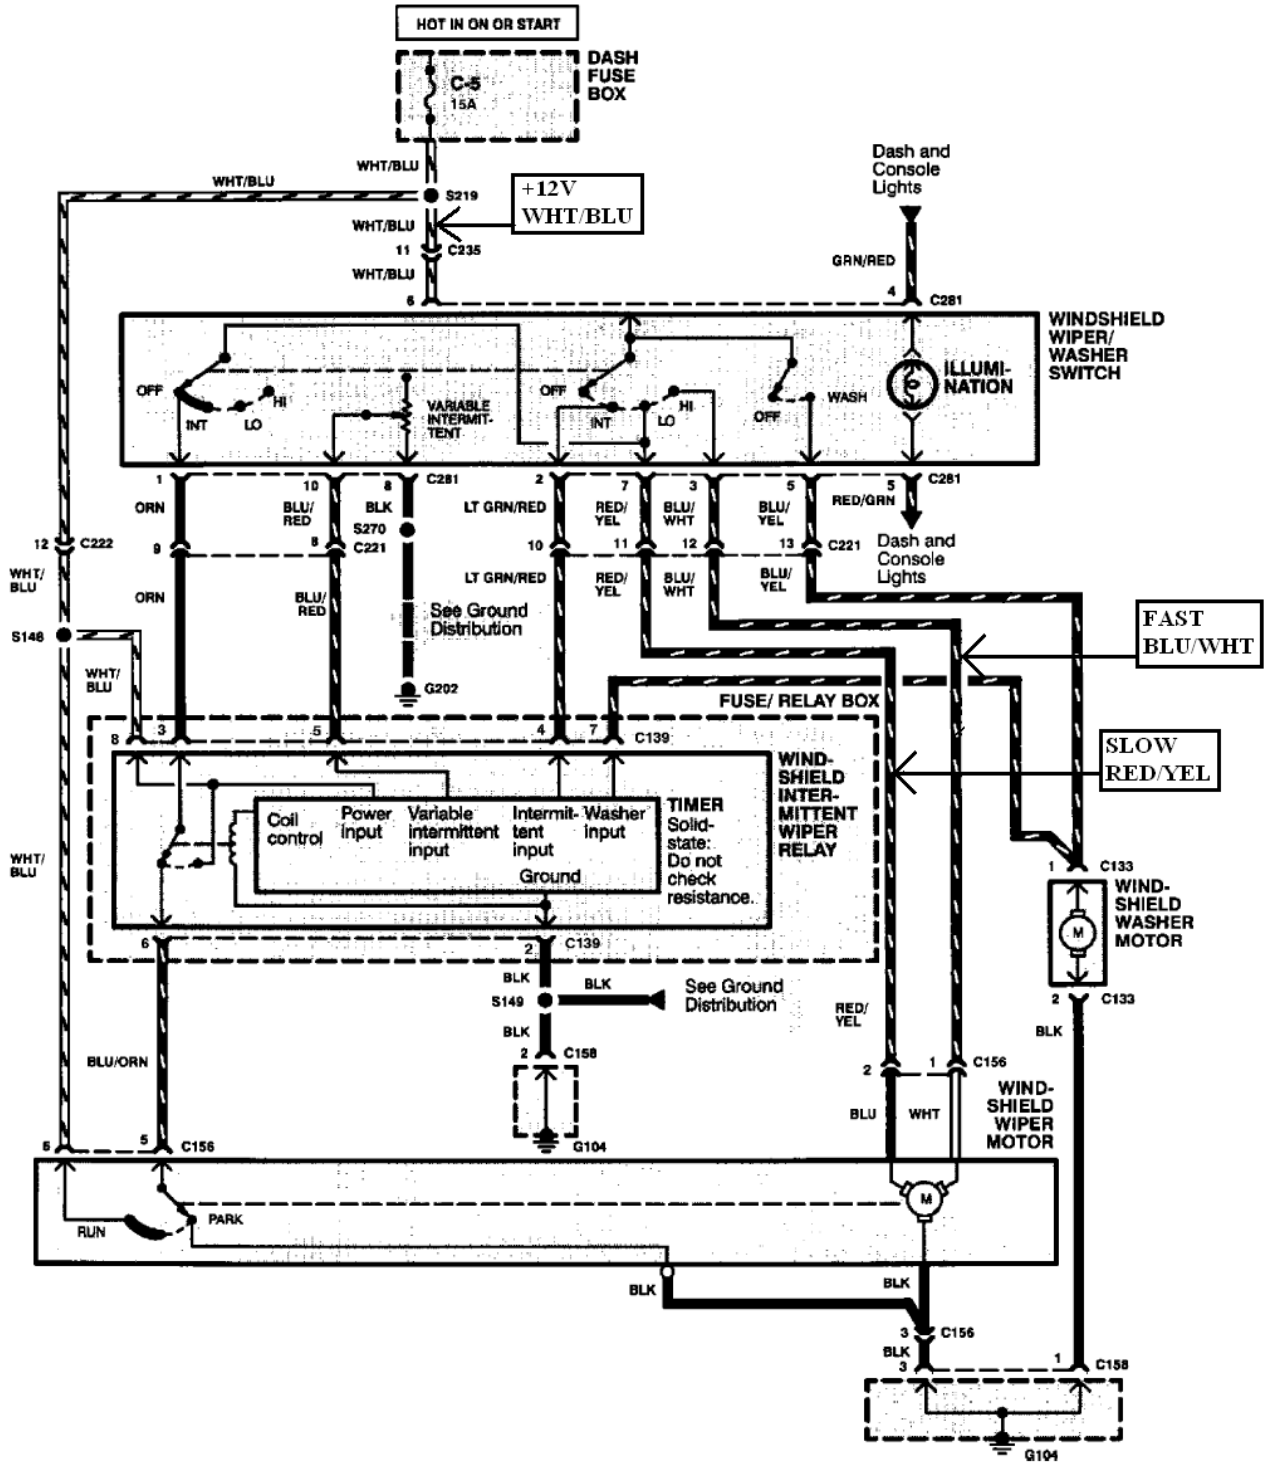 HOT IN ON OR START
DASH
FUSE
BOX
C-5
15A
WHT/BLU
WHT/BLU
S219
+12V
WHT/BLU
WHT/BLU
11
C235
WHT/BLU
6
Dash and
Console
Lights
GRN/RED
4
C281
WINDSHIELD
WIPER/
WASHER
SWITCH
OFF
INT
LO
HI
VARIABLE
INTERMIT-
TENT
OFF
INT
LO
HI
OFF
WASH
ILLUMI-
NATION
1
10
8
C281
2
7
3
5
5
C281
ORN
BLU/
RED
BLK
LT GRN/RED
RED/
YEL
BLU/
WHT
BLU/
YEL
RED/GRN
S270
12
C222
9
8
C221
10
11
12
13
C221
Dash and
Console
Lights
WHT/
BLU
ORN
BLU/
RED
LT GRN/RED
RED/
YEL
BLU/
WHT
BLU/
YEL
See Ground
Distribution
FAST
BLU/WHT
S148
WHT/
BLU
G202
FUSE/ RELAY BOX
8
3
5
4
7
C139
SLOW
RED/YEL
WIND-
SHIELD
INTER-
MITTENT
WIPER
RELAY
Coil
control
Power
input
Variable
intermittent
input
Intermit-
tent
input
Washer
input
Ground
TIMER
Solid-
state:
Do not
check
resistance.
WHT/
BLU
1
C133
WIND-
SHIELD
WASHER
MOTOR
M
6
2
C139
BLK
S149
BLK
See Ground
Distribution
2
C133
BLK
RED/
YEL
BLK
2
C158
BLU/ORN
2
1
C156
BLU
WHT
WIND-
SHIELD
WIPER
MOTOR
G104
6
5
C156
M
PARK
RUN
BLK
BLK
3
C156
BLK
3
1
C158
G104